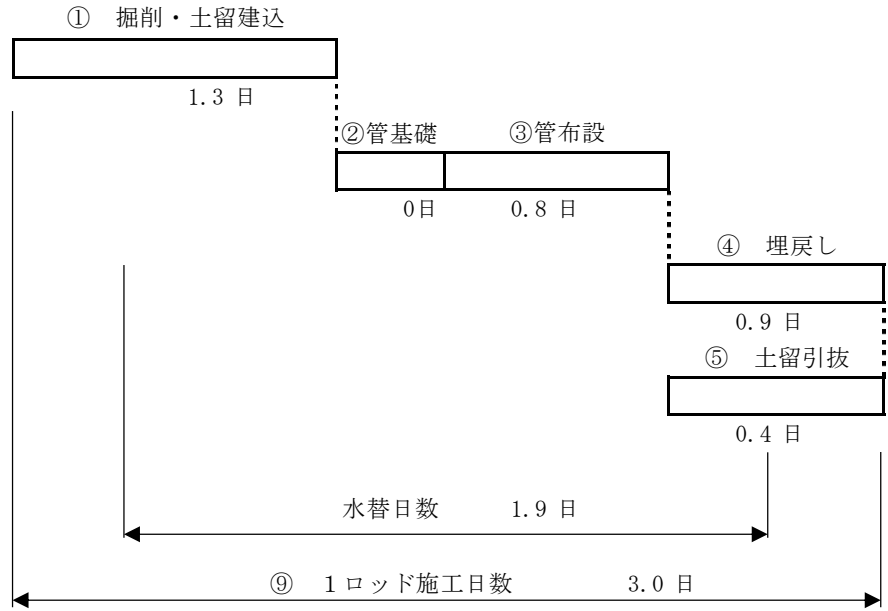 ① 掘削・土留建込
1.3 日
②管基礎 ③管布設
0日 0.8 日
④ 埋戻し
0.9 日
⑤ 土留引抜
0.4 日
水替日数 1.9 日
⑨ １ロッド施工日数 3.0 日